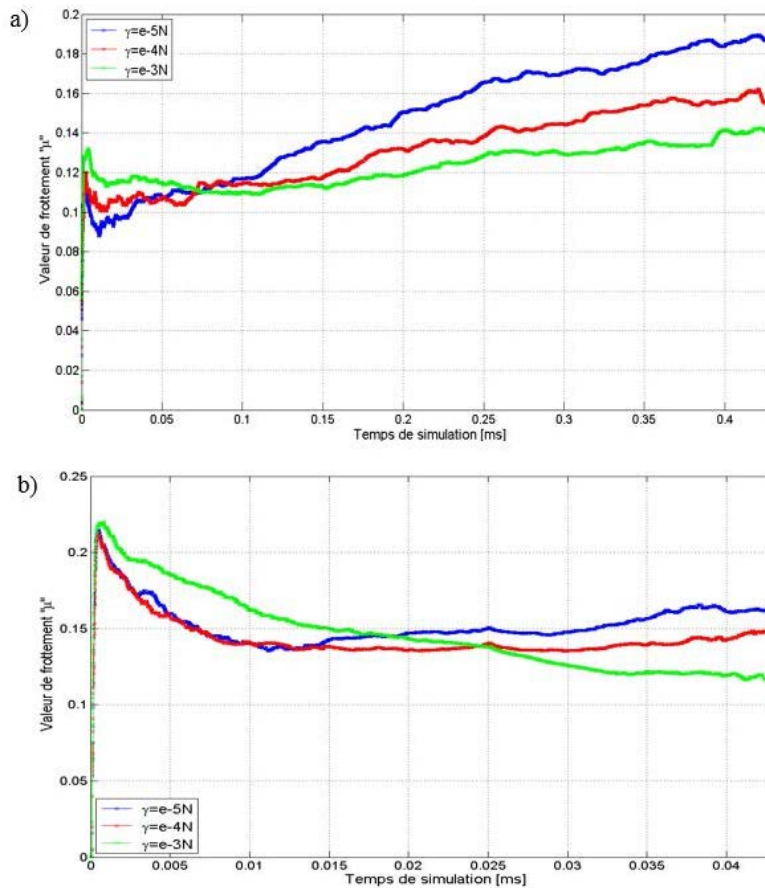 a)
0.2
0.18
0.16
0.14
0.12
0.1
0.08
0.06
0.04
0.02
0
γ=e-5N
γ=e-4N
γ=e-3N
Valeur de frottement "μ"
0 0.05 0.1 0.15 0.2 0.25 0.3 0.35 0.4
Temps de simulation [ms]
b)
0.25
0.2
0.15
0.1
0.05
0
Valeur de frottement "μ"
γ=e-5N
γ=e-4N
γ=e-3N
0 0.005 0.01 0.015 0.02 0.025 0.03 0.035 0.04
Temps de simulation [ms]